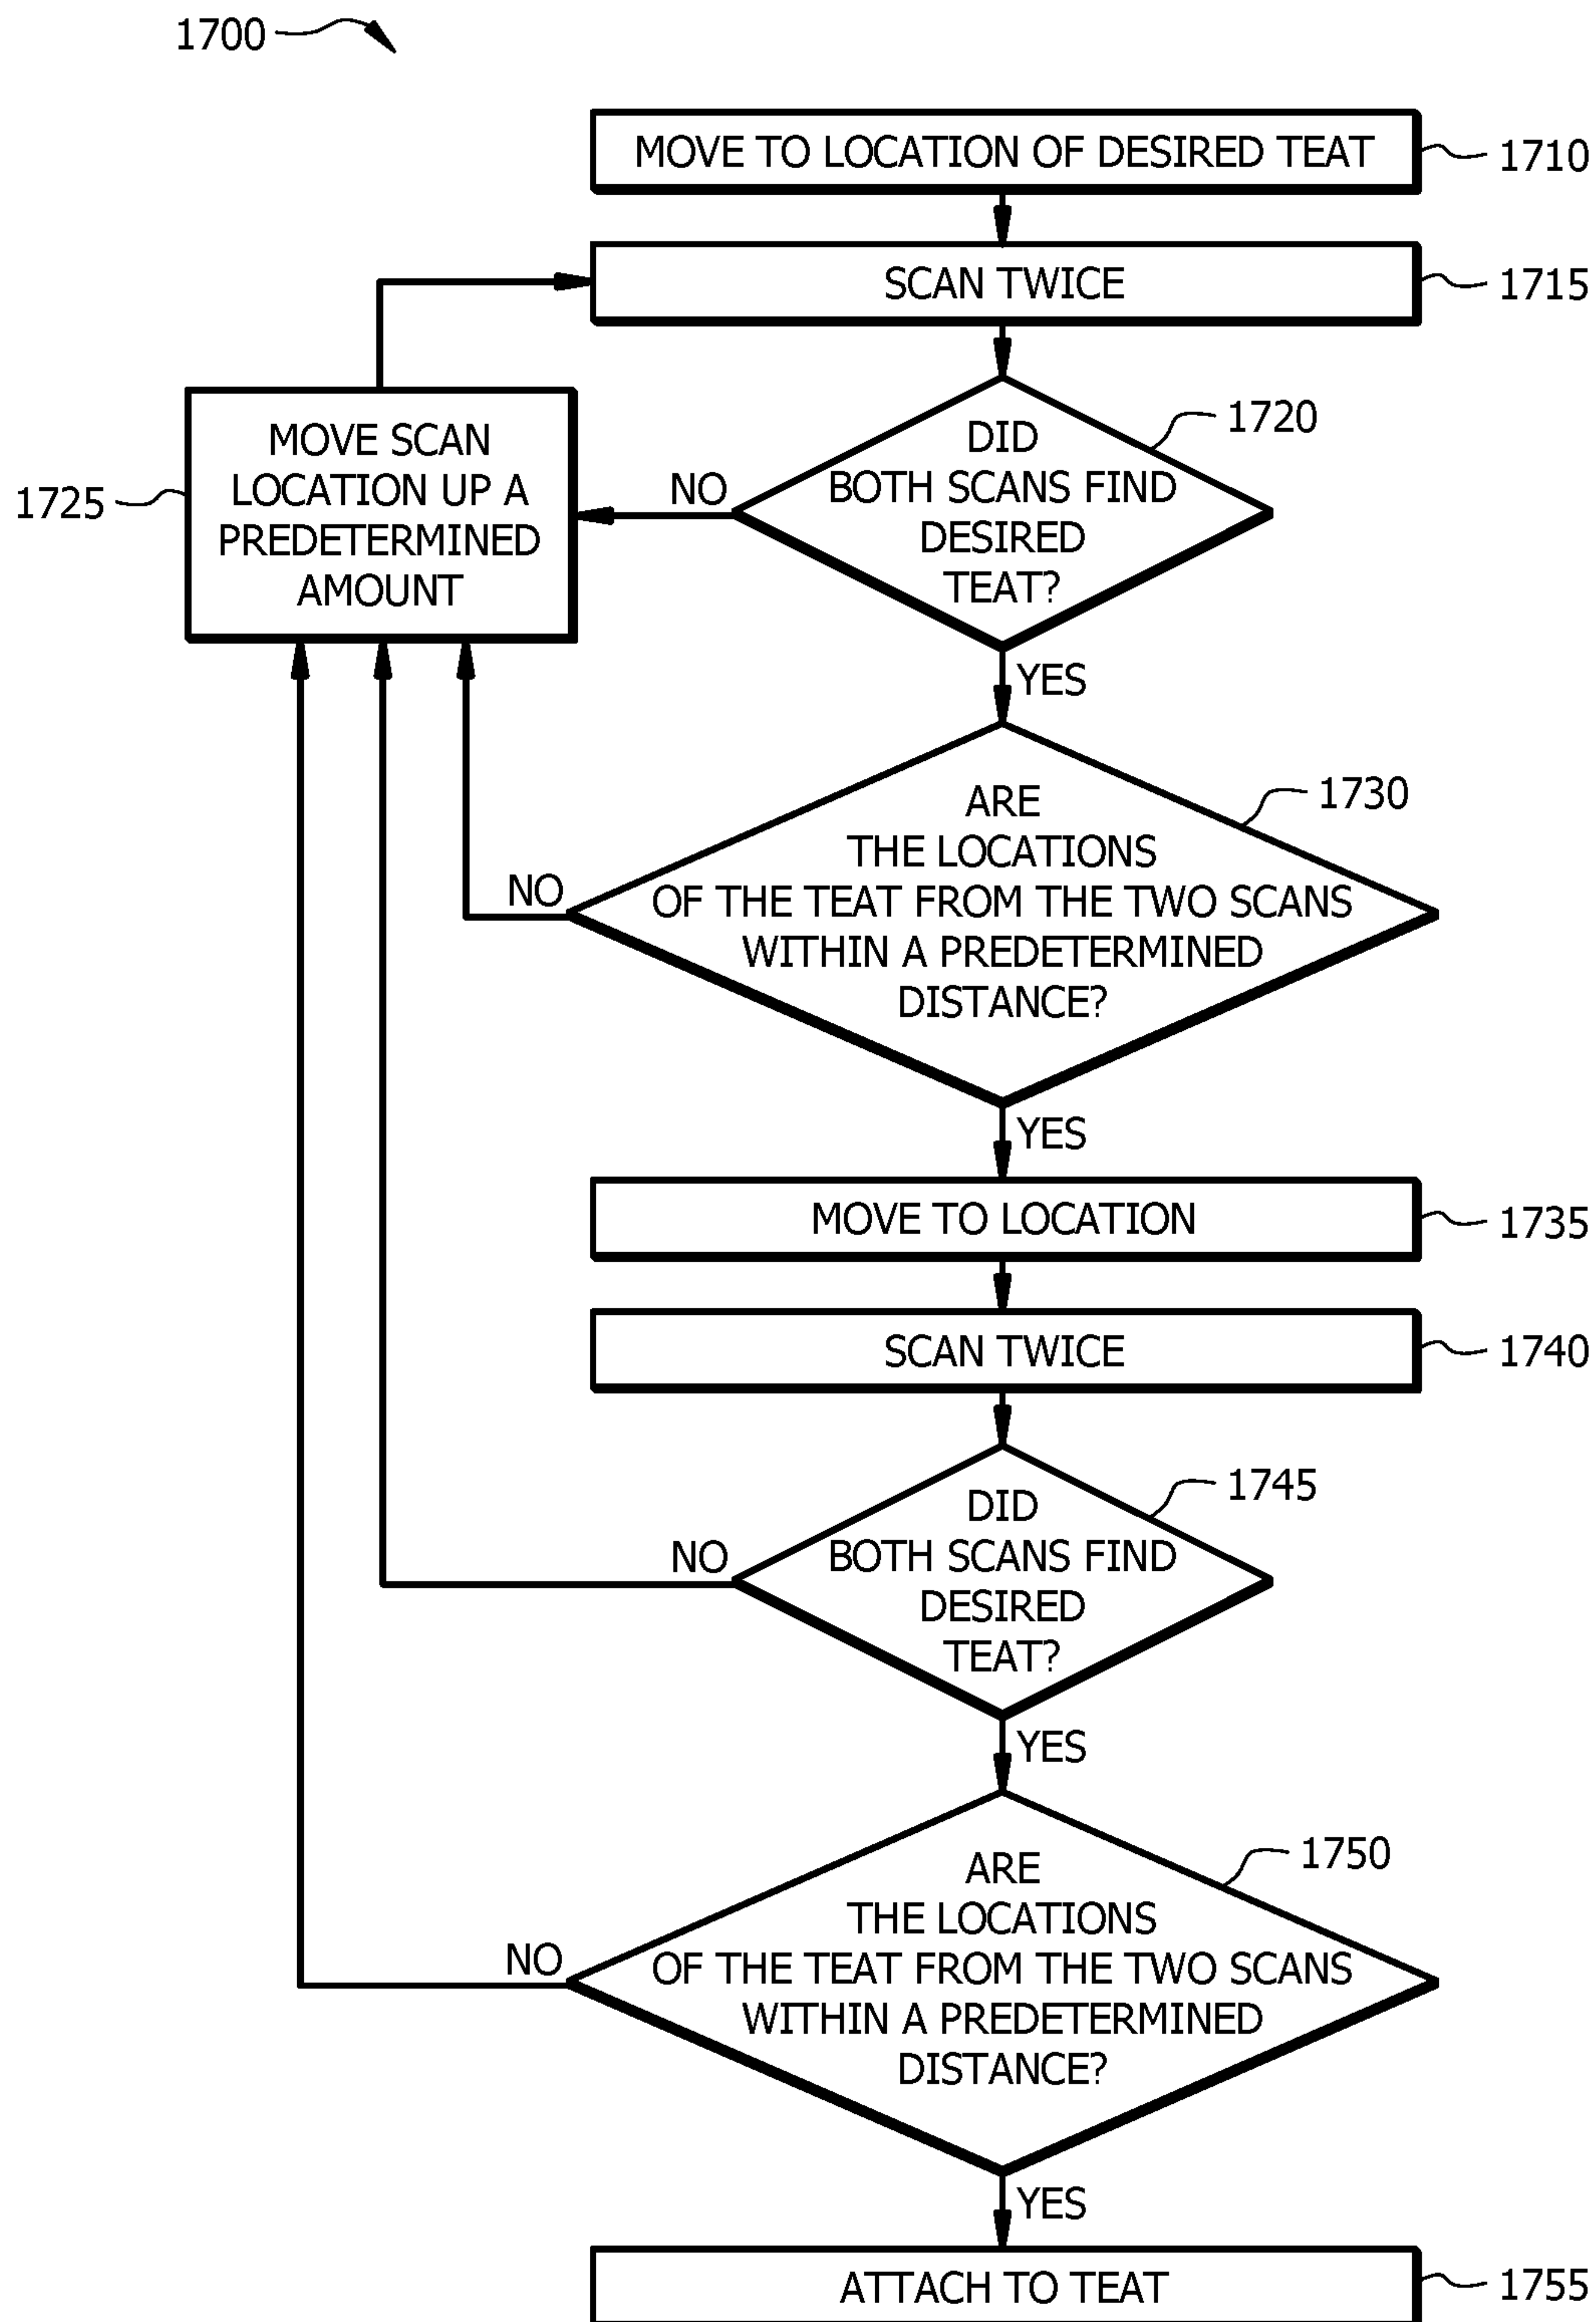 1700
MOVE TO LOCATION OF DESIRED TEAT
1710
SCAN TWICE
1715
MOVE SCAN
LOCATION UP A
PREDETERMINED
AMOUNT
1725
NO
DID
BOTH SCANS FIND
DESIRED
TEAT?
1720
YES
ARE
THE LOCATIONS
OF THE TEAT FROM THE TWO SCANS
WITHIN A PREDETERMINED
DISTANCE?
1730
NO
YES
MOVE TO LOCATION
1735
SCAN TWICE
1740
DID
BOTH SCANS FIND
DESIRED
TEAT?
1745
NO
YES
ARE
THE LOCATIONS
OF THE TEAT FROM THE TWO SCANS
WITHIN A PREDETERMINED
DISTANCE?
1750
NO
YES
ATTACH TO TEAT
1755